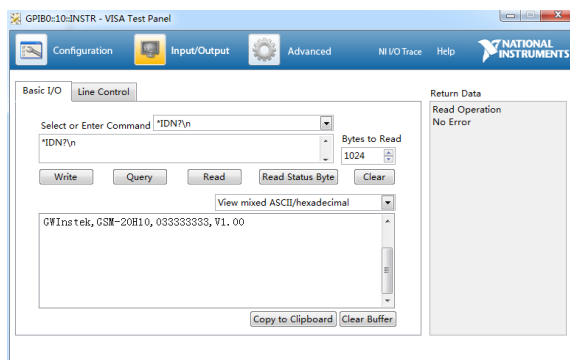 GPIB0::10::INSTR - VISA Test Panel
Configuration
Input/Output
Advanced
NI I/O Trace
Help
NATIONAL
INSTRUMENTS
Basic I/O
Line Control
Return Data
Read Operation
No Error
Select or Enter Command
*IDN?\n
*IDN?\n
Bytes to Read
1024
Write
Query
Read
Read Status Byte
Clear
View mixed ASCII/hexadecimal
GWInstek,GSM-20H10,033333333,V1.00
Copy to Clipboard
Clear Buffer